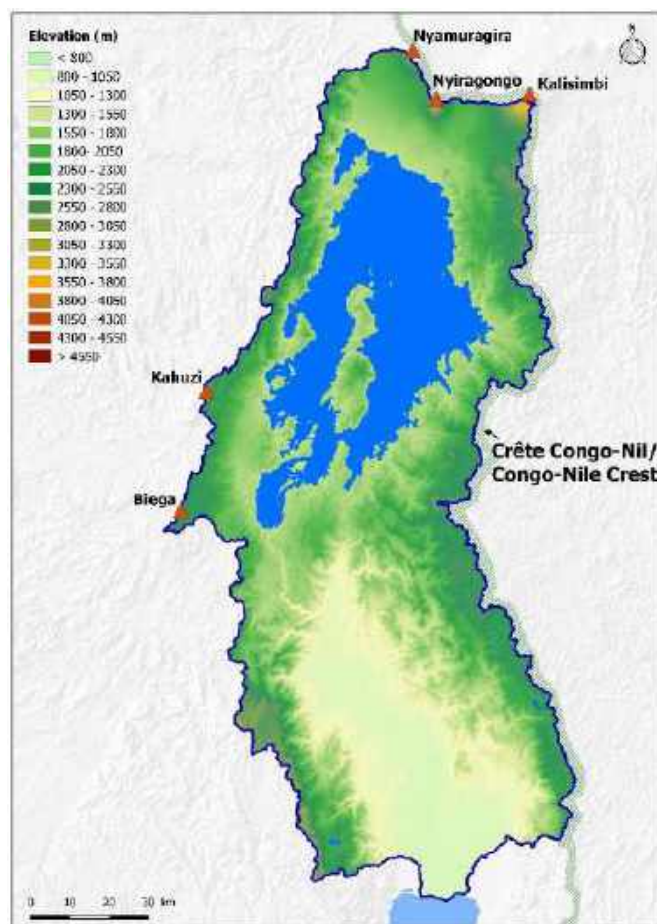 Elevation (m)
< 800
800 - 1050
1050 - 1300
1300 - 1550
1550 - 1800
1800 - 2050
2050 - 2300
2300 - 2550
2550 - 2800
2800 - 3050
3050 - 3300
3300 - 3550
3550 - 3800
3800 - 4050
4050 - 4300
4300 - 4550
> 4550
Nyamuragira
Nyiragongo
Kalisimbi
Kahuzi
Crête Congo-Nil/
Congo-Nile Crest
Biega
0 10 20 30 km